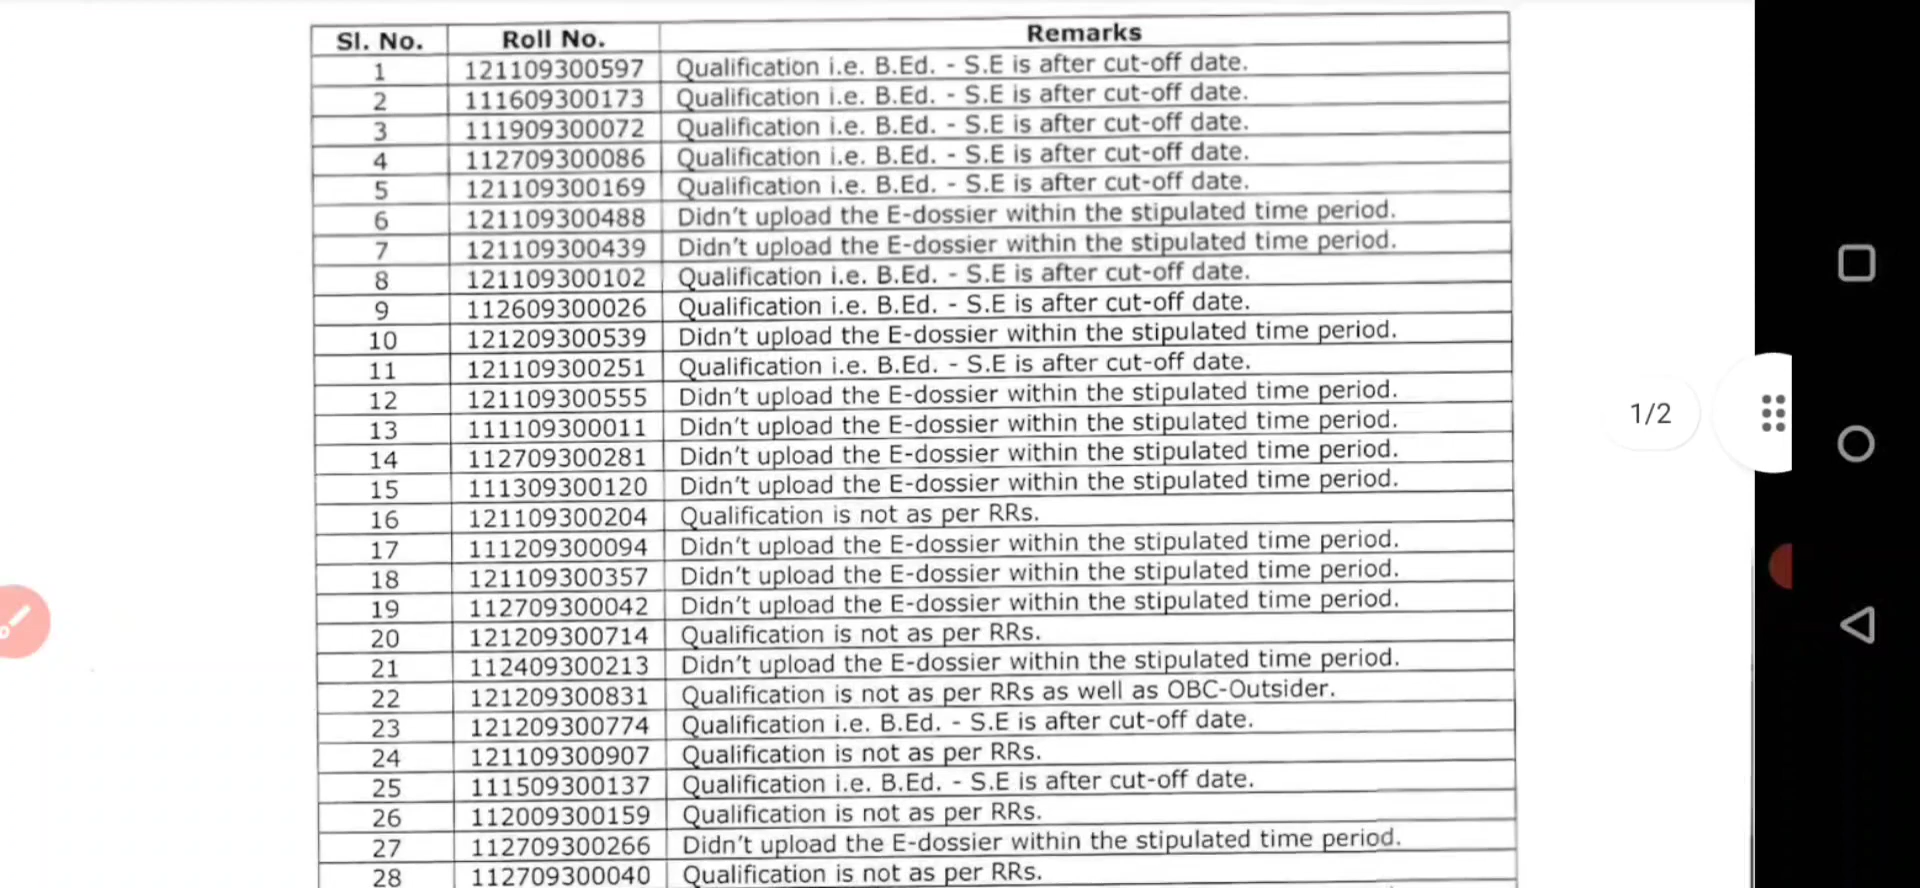 Sl. No. Roll No. Remarks
1 121109300597 Qualification i.e. B.Ed. - S.E is after cut-off date.
2 111609300173 Qualification i.e. B.Ed. - S.E is after cut-off date.
3 111909300072 Qualification i.e. B.Ed. - S.E is after cut-off date.
4 112709300086 Qualification i.e. B.Ed. - S.E is after cut-off date.
5 121109300169 Qualification i.e. B.Ed. - S.E is after cut-off date.
6 121109300488 Didn't upload the E-dossier within the stipulated time period.
7 121109300439 Didn't upload the E-dossier within the stipulated time period.
8 121109300102 Qualification i.e. B.Ed. - S.E is after cut-off date.
9 112609300026 Qualification i.e. B.Ed. - S.E is after cut-off date.
10 121209300539 Didn't upload the E-dossier within the stipulated time period.
11 121109300251 Qualification i.e. B.Ed. - S.E is after cut-off date.
12 121109300555 Didn't upload the E-dossier within the stipulated time period.
13 111109300011 Didn't upload the E-dossier within the stipulated time period.
14 112709300281 Didn't upload the E-dossier within the stipulated time period.
15 111309300120 Didn't upload the E-dossier within the stipulated time period.
16 121109300204 Qualification is not as per RRs.
17 111209300094 Didn't upload the E-dossier within the stipulated time period.
18 121109300357 Didn't upload the E-dossier within the stipulated time period.
19 112709300042 Didn't upload the E-dossier within the stipulated time period.
20 121209300714 Qualification is not as per RRs.
21 112409300213 Didn't upload the E-dossier within the stipulated time period.
22 121209300831 Qualification is not as per RRs as well as OBC-Outsider.
23 121209300774 Qualification i.e. B.Ed. - S.E is after cut-off date.
24 121109300907 Qualification is not as per RRs.
25 111509300137 Qualification i.e. B.Ed. - S.E is after cut-off date.
26 112009300159 Qualification is not as per RRs.
27 112709300266 Didn't upload the E-dossier within the stipulated time period.
28 112709300040 Qualification is not as per RRs.
1/2